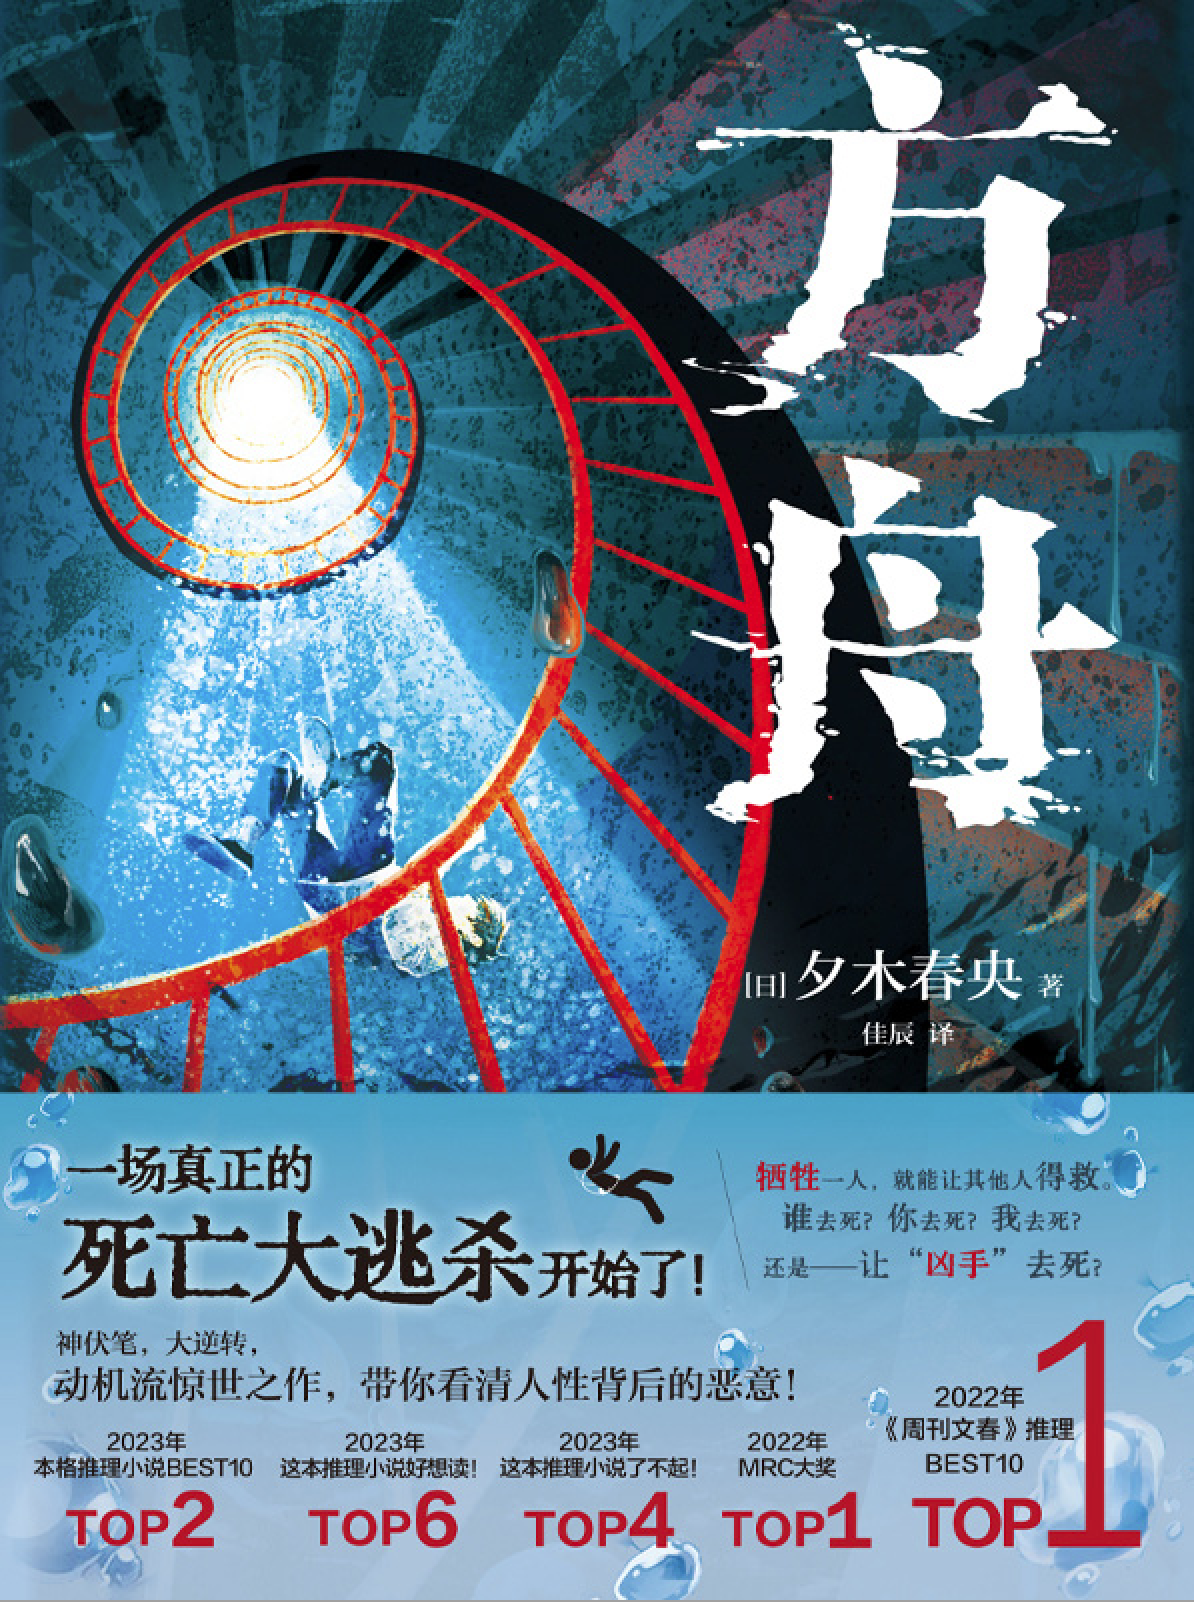 方舟
[日] 夕木春央 著
佳辰 译
一场真正的
死亡大逃杀开始了!
牺牲一人，就能让其他人得救。
谁去死? 你去死? 我去死?
还是——让“凶手”去死?
神伏笔，大逆转，
动机流惊世之作，带你看清人性背后的恶意!
2023年
本格推理小说BEST10
TOP2
2023年
这本推理小说好想读!
TOP6
2023年
这本推理小说了不起!
TOP4
2022年
MRC大奖
TOP1
2022年
《周刊文春》推理
BEST10
TOP1